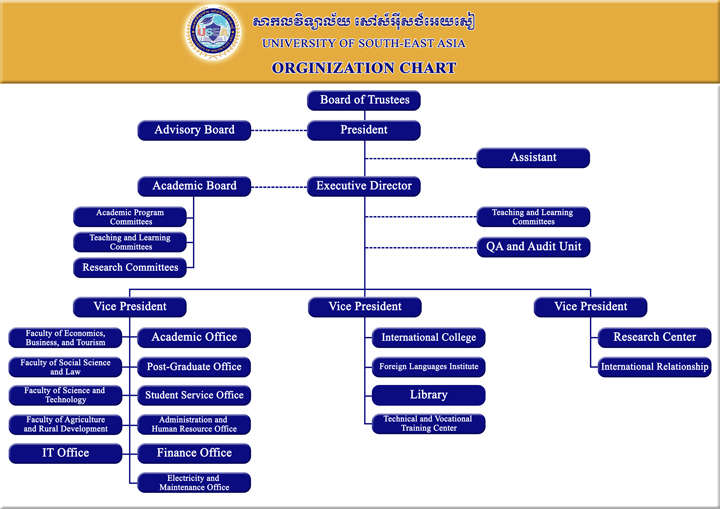 សាកលវិទ្យាល័យ សៅស៍អ៊ីសថ៍អេយសៀ
UNIVERSITY OF SOUTH-EAST ASIA
ORGINIZATION CHART
Board of Trustees
Advisory Board
President
Assistant
Academic Board
Executive Director
Academic Program
Committees
Teaching and Learning
Committees
Research Committees
Teaching and Learning
Committees
QA and Audit Unit
Vice President
Vice President
Vice President
Faculty of Economics,
Business, and Tourism
Academic Office
Faculty of Social Science
and Law
Post-Graduate Office
Faculty of Science and
Technology
Student Service Office
Faculty of Agriculture
and Rural Development
Administration and
Human Resource Office
IT Office
Finance Office
Electricity and
Maintenance Office
International College
Foreign Languages Institute
Library
Technical and Vocational
Training Center
Research Center
International Relationship